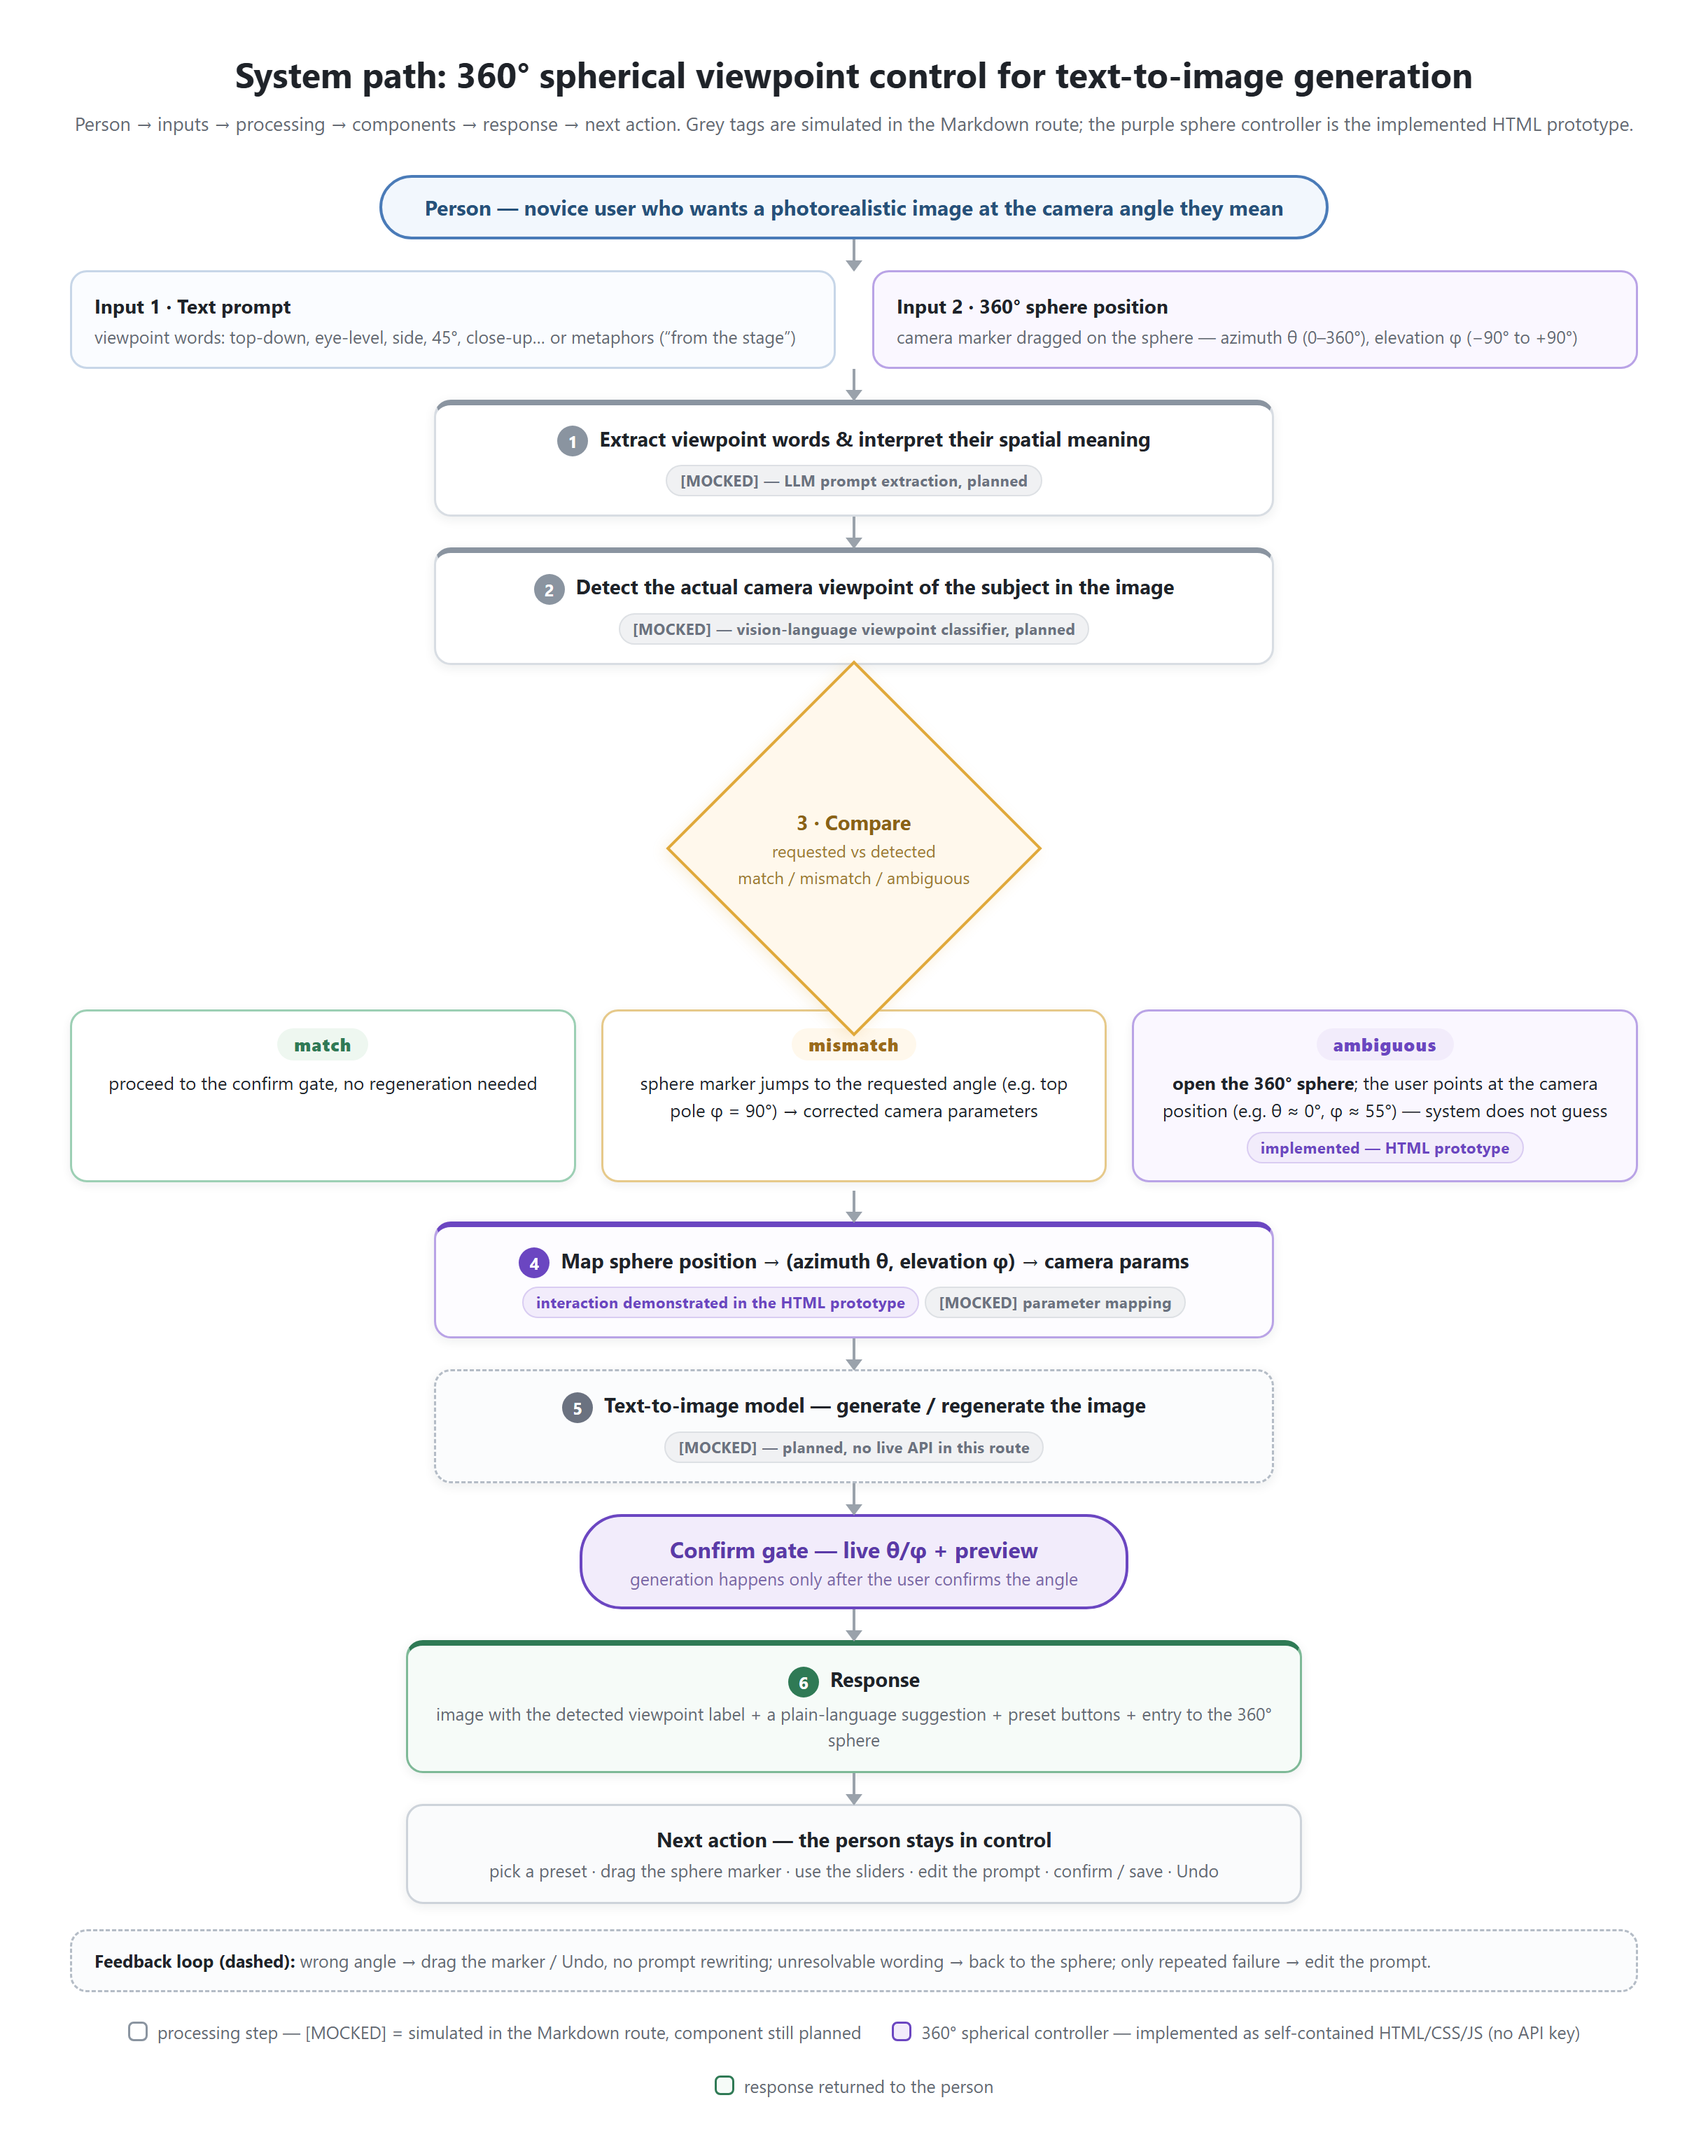 System path: 360° spherical viewpoint control for text-to-image generation
Person → inputs → processing → components → response → next action. Grey tags are simulated in the Markdown route; the purple sphere controller is the implemented HTML prototype.
Person — novice user who wants a photorealistic image at the camera angle they mean
Input 1 · Text prompt
viewpoint words: top-down, eye-level, side, 45°, close-up… or metaphors (“from the stage”)
Input 2 · 360° sphere position
camera marker dragged on the sphere — azimuth θ (0–360°), elevation φ (−90° to +90°)
1 Extract viewpoint words & interpret their spatial meaning
[MOCKED] — LLM prompt extraction, planned
2 Detect the actual camera viewpoint of the subject in the image
[MOCKED] — vision-language viewpoint classifier, planned
3 · Compare
requested vs detected
match / mismatch / ambiguous
match
proceed to the confirm gate, no regeneration needed
mismatch
sphere marker jumps to the requested angle (e.g. top
pole φ = 90°) → corrected camera parameters
ambiguous
open the 360° sphere; the user points at the camera
position (e.g. θ ≈ 0°, φ ≈ 55°) — system does not guess
implemented — HTML prototype
4 Map sphere position → (azimuth θ, elevation φ) → camera params
interaction demonstrated in the HTML prototype [MOCKED] parameter mapping
5 Text-to-image model — generate / regenerate the image
[MOCKED] — planned, no live API in this route
Confirm gate — live θ/φ + preview
generation happens only after the user confirms the angle
6 Response
image with the detected viewpoint label + a plain-language suggestion + preset buttons + entry to the 360°
sphere
Next action — the person stays in control
pick a preset · drag the sphere marker · use the sliders · edit the prompt · confirm / save · Undo
Feedback loop (dashed): wrong angle → drag the marker / Undo, no prompt rewriting; unresolvable wording → back to the sphere; only repeated failure → edit the prompt.
processing step — [MOCKED] = simulated in the Markdown route, component still planned
360° spherical controller — implemented as self-contained HTML/CSS/JS (no API key)
response returned to the person